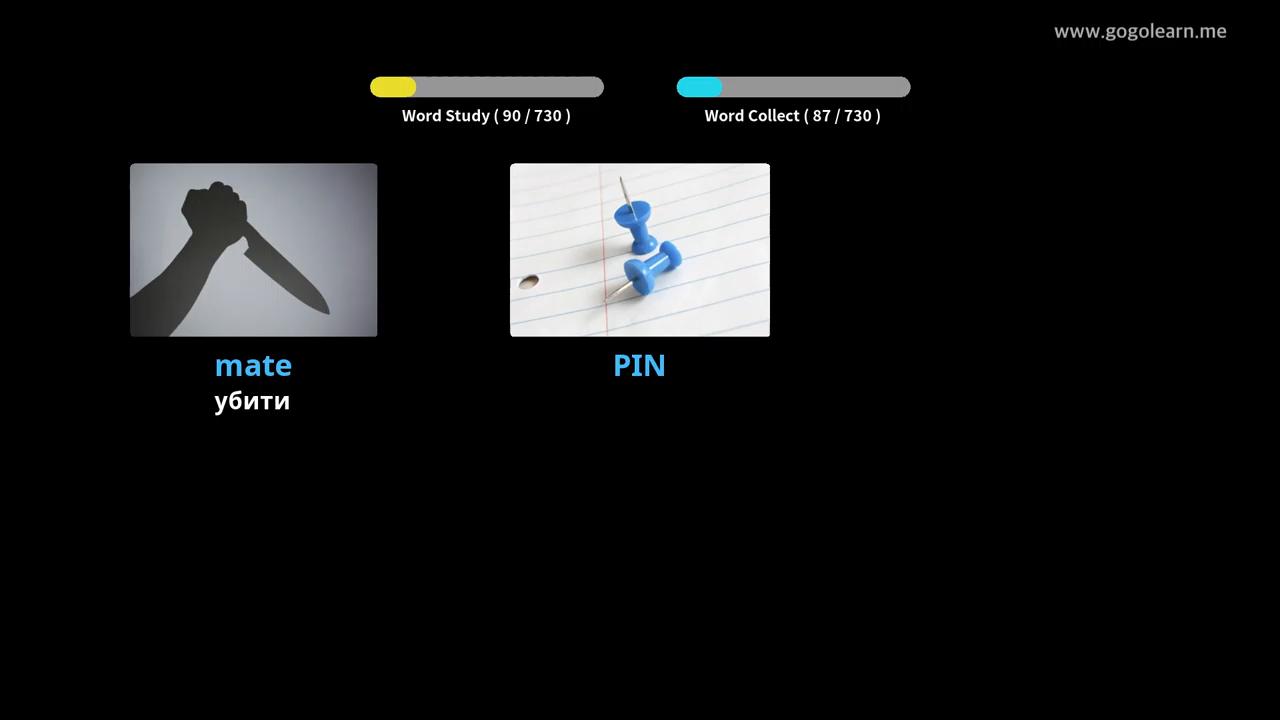 www.gogolearn.me
Word Study ( 90 / 730 )
Word Collect ( 87 / 730 )
mate
убити
PIN